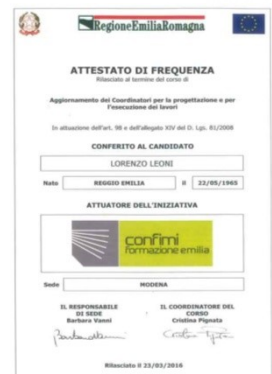 RegioneEmiliaRomagna
ATTESTATO DI FREQUENZA
Rilasciato al termine del corso di
Aggiornamento dei Coordinatori per la progettazione e per
l'esecuzione dei lavori
In attuazione dell'art. 98 e dell'allegato XIV del D. Lgs. 81/2008
CONFERITO AL CANDIDATO
LORENZO LEONI
Nato REGGIO EMILIA il 22/05/1965
ATTUATORE DELL'INIZIATIVA
confimi
formazione emilia
Sede MODENA
IL RESPONSABILE DI SEDE
Barbara Vanni
IL COORDINATORE DEL CORSO
Cristina Pignata
Rilasciato il 23/03/2016